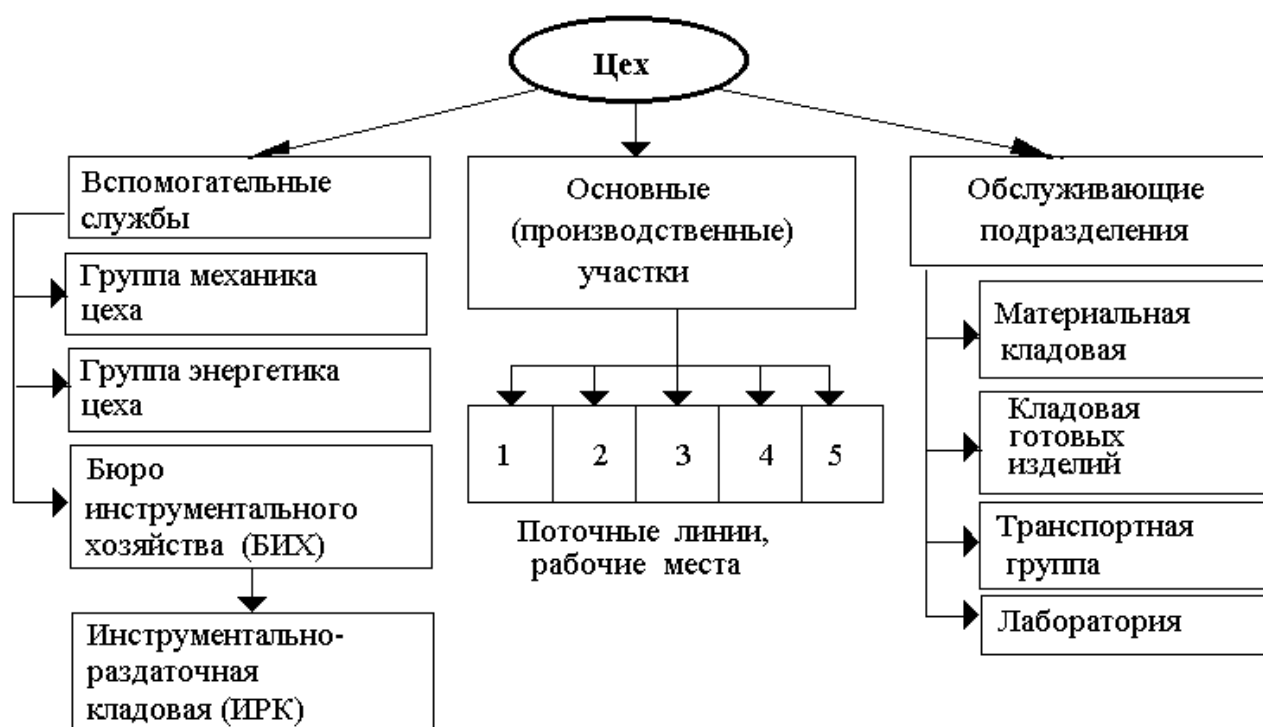 Цех
Вспомогательные
службы
Группа механика
цеха
Группа энергетика
цеха
Бюро
инструментального
хозяйства (БИХ)
Инструментально-
раздаточная
кладовая (ИРК)
Основные
(производственные)
участки
1 2 3 4 5
Поточные линии,
рабочие места
Обслуживающие
подразделения
Материальная
кладовая
Кладовая
готовых
изделий
Транспортная
группа
Лаборатория